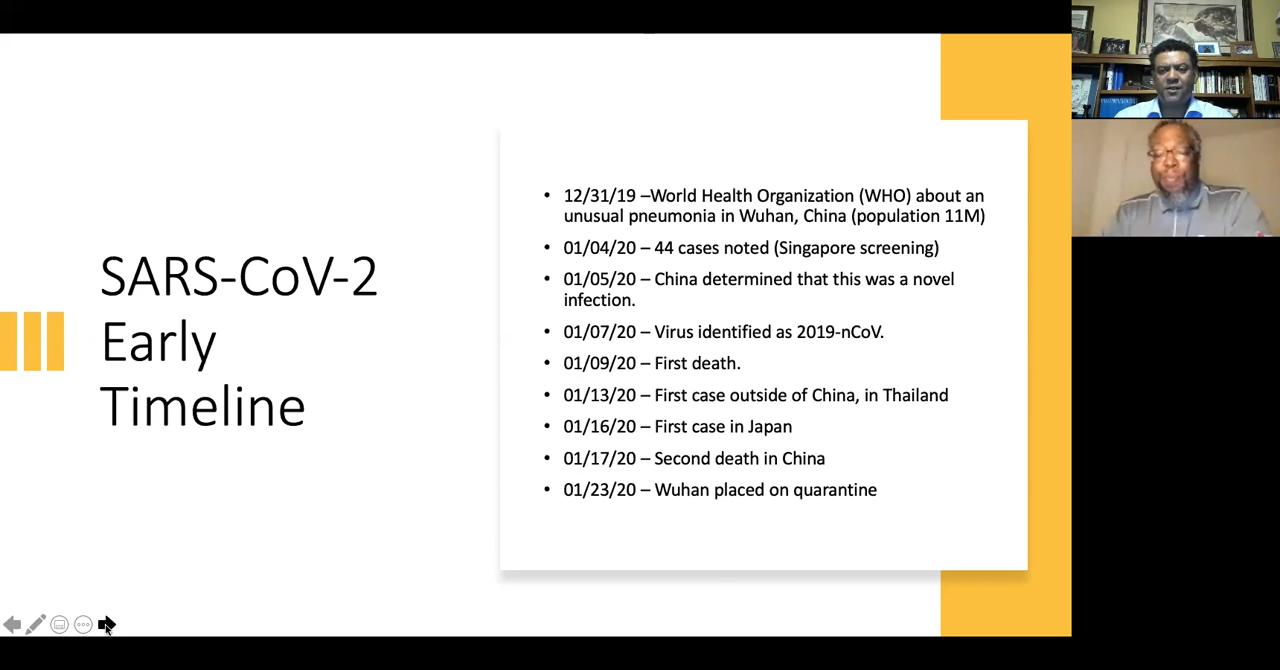 SARS-CoV-2
Early
Timeline
• 12/31/19 –World Health Organization (WHO) about an
unusual pneumonia in Wuhan, China (population 11M)
• 01/04/20 – 44 cases noted (Singapore screening)
• 01/05/20 – China determined that this was a novel
infection.
• 01/07/20 – Virus identified as 2019-nCoV.
• 01/09/20 – First death.
• 01/13/20 – First case outside of China, in Thailand
• 01/16/20 – First case in Japan
• 01/17/20 – Second death in China
• 01/23/20 – Wuhan placed on quarantine